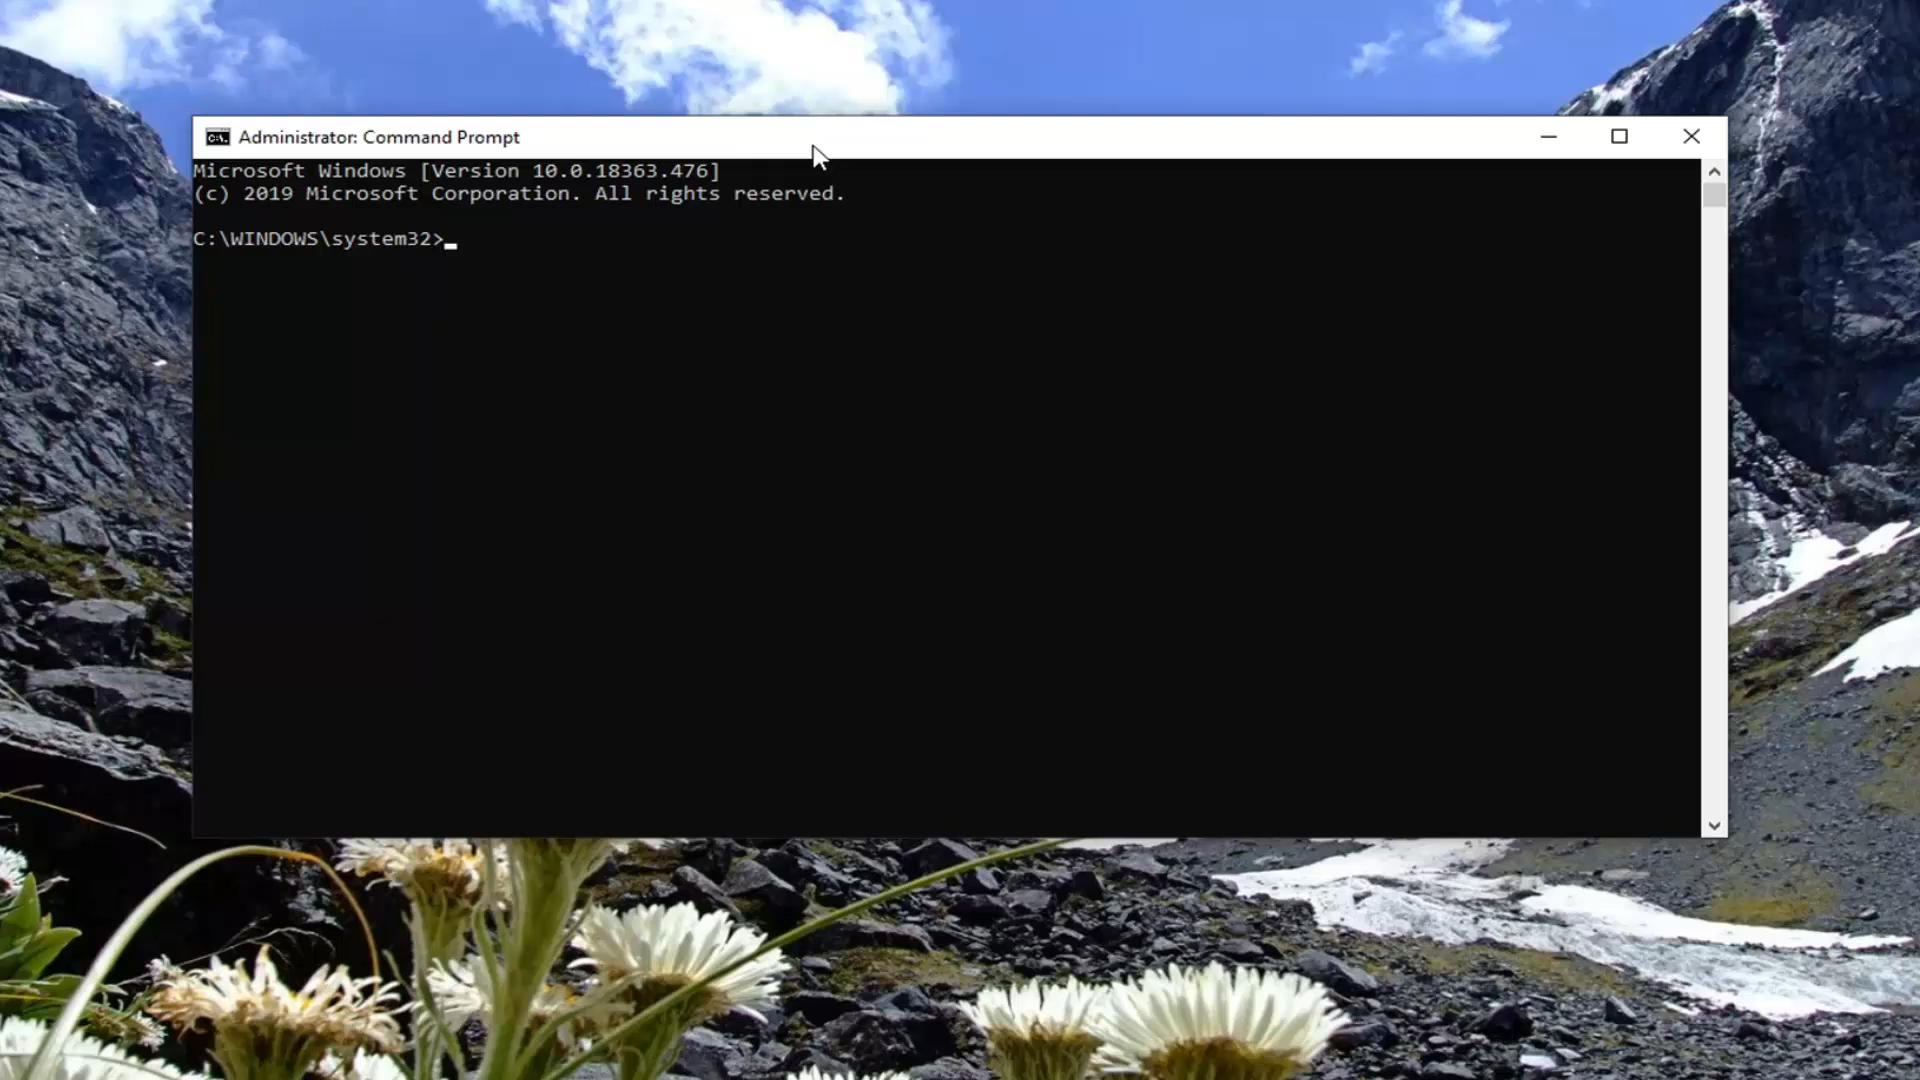 Administrator: Command Prompt
Microsoft Windows [Version 10.0.18363.476]
(c) 2019 Microsoft Corporation. All rights reserved.
C:\WINDOWS\system32>